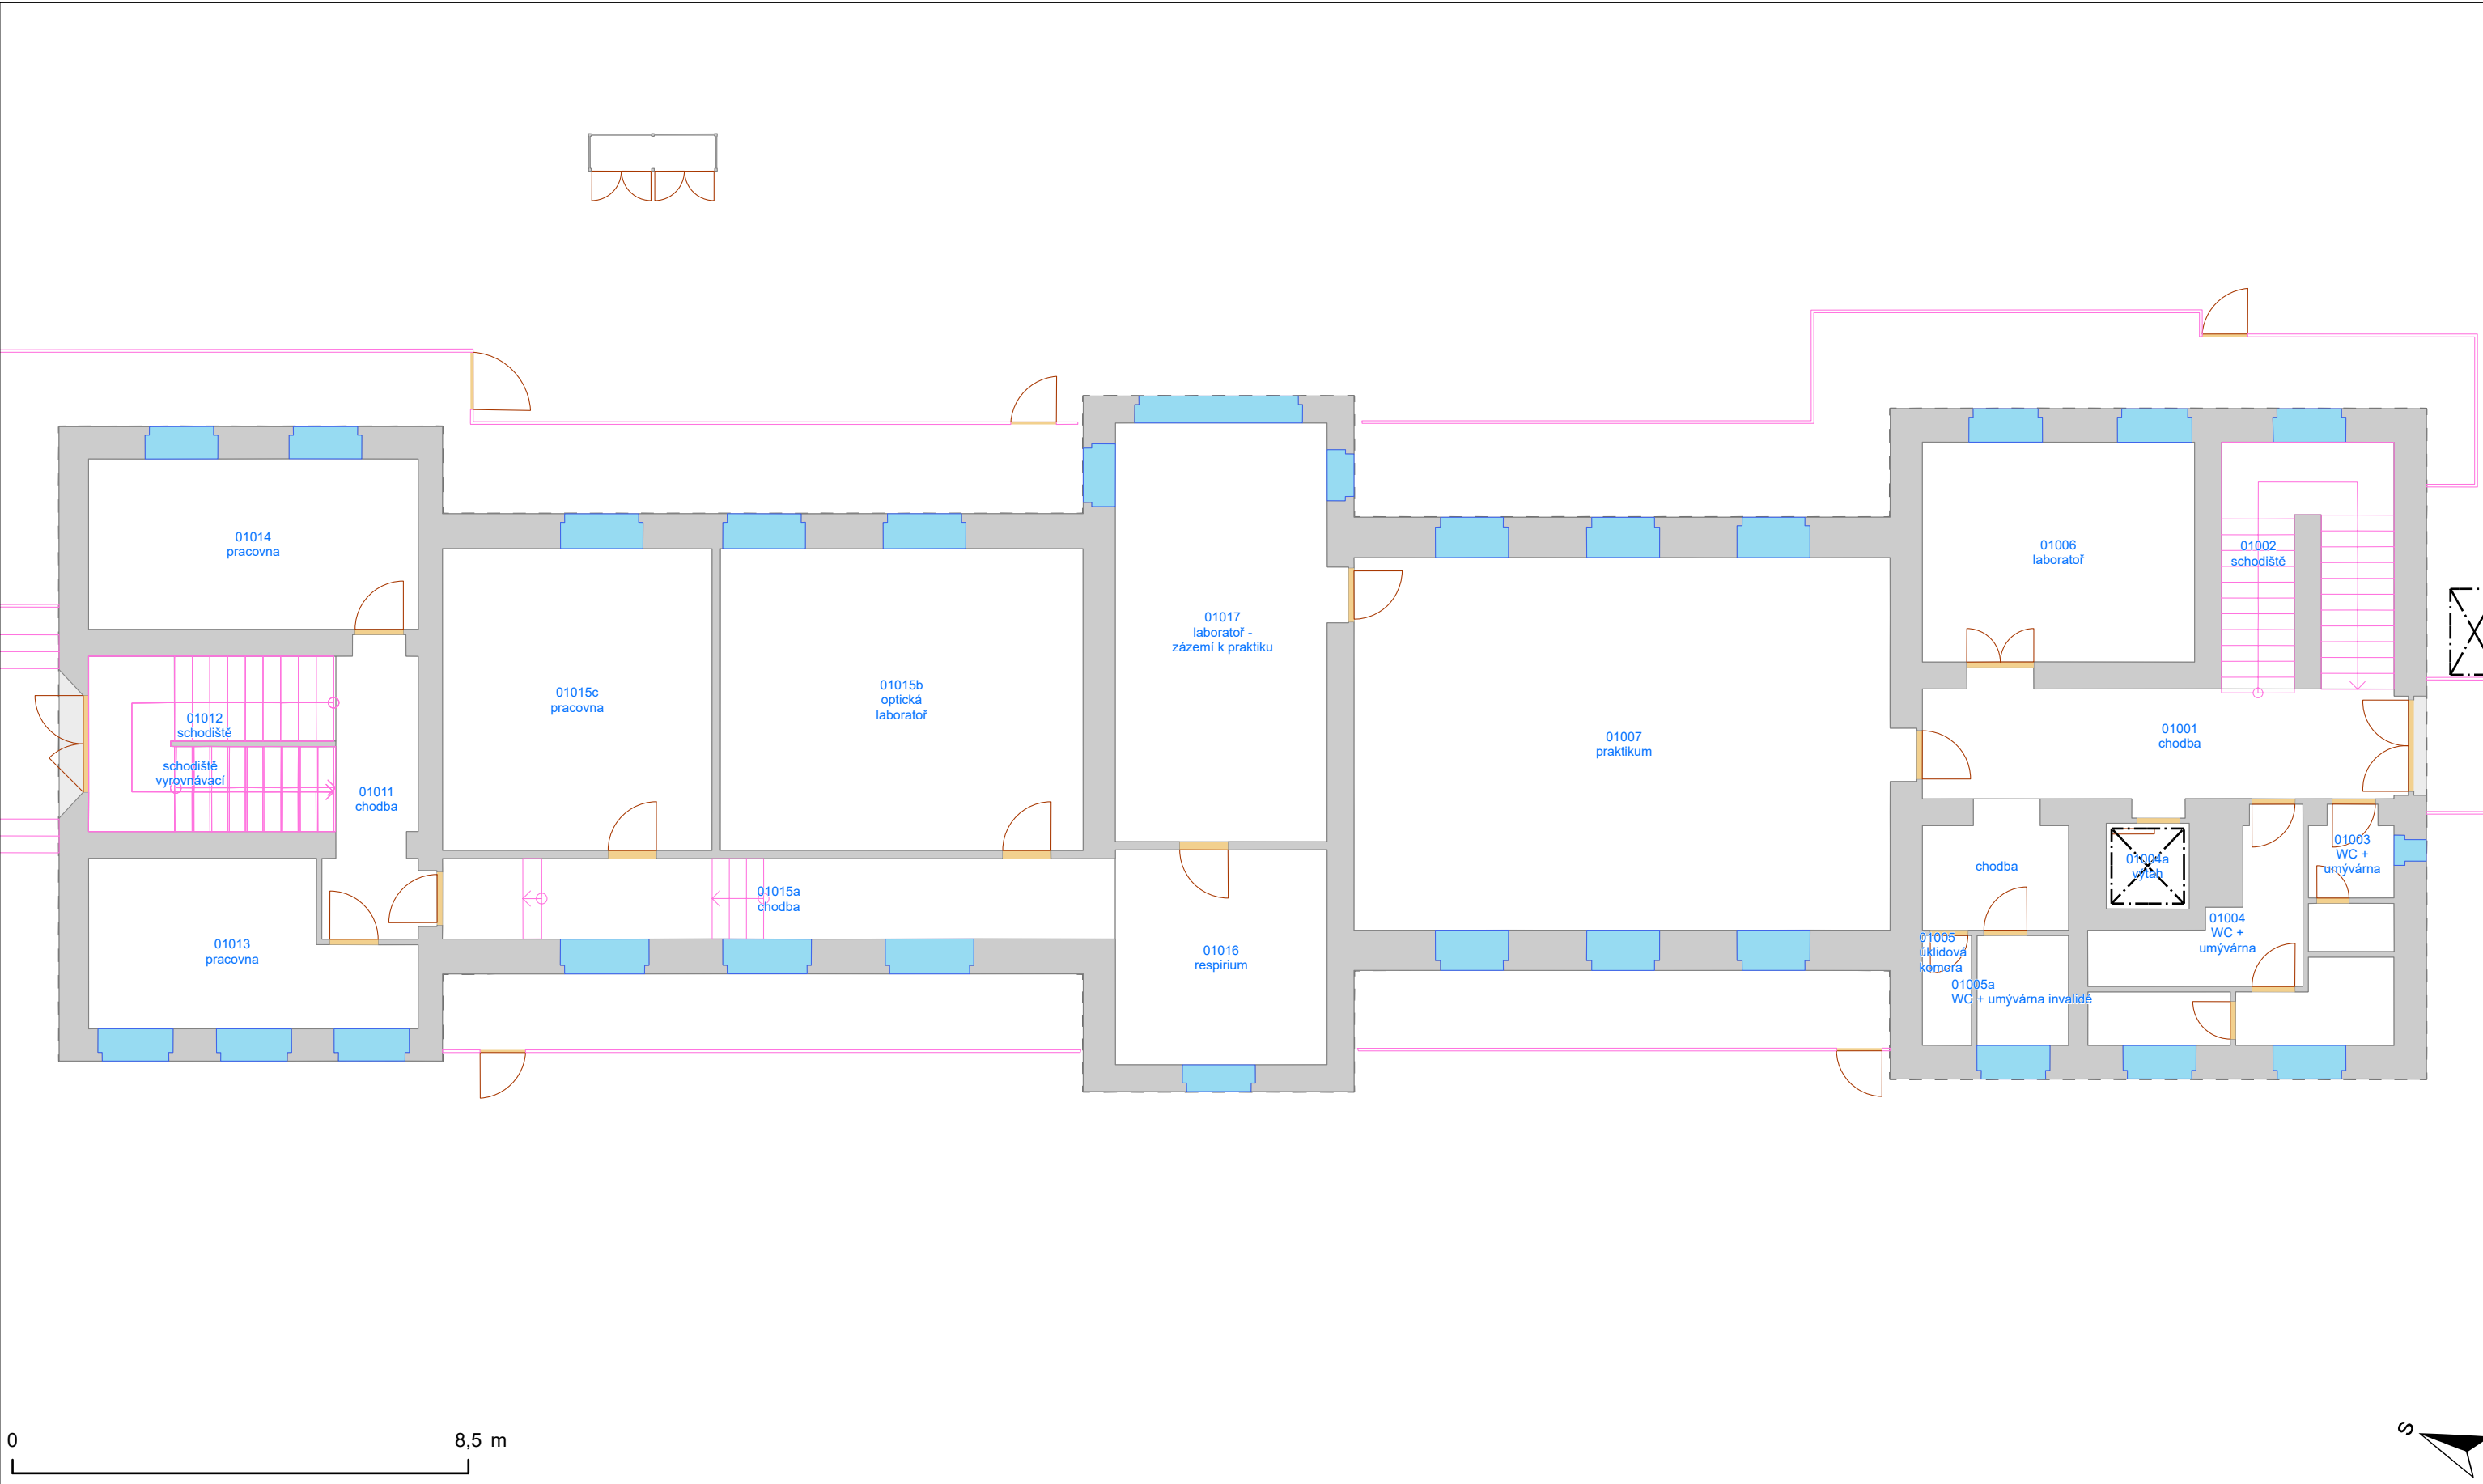 01014
pracovna
01006
laboratoř
01002
schodiště
01017
laboratoř -
zázemí k praktiku
01015c
pracovna
01015b
optická
laboratoř
01012
schodiště
schodiště
vyrovnávací
01011
chodba
01007
praktikum
01001
chodba
chodba
01004a
výtah
01003
WC +
umývárna
01015a
chodba
01013
pracovna
01016
respirium
01004
WC +
umývárna
01005
úklidová
komora
01005a
WC + umývárna invalidé
0
8,5 m
S